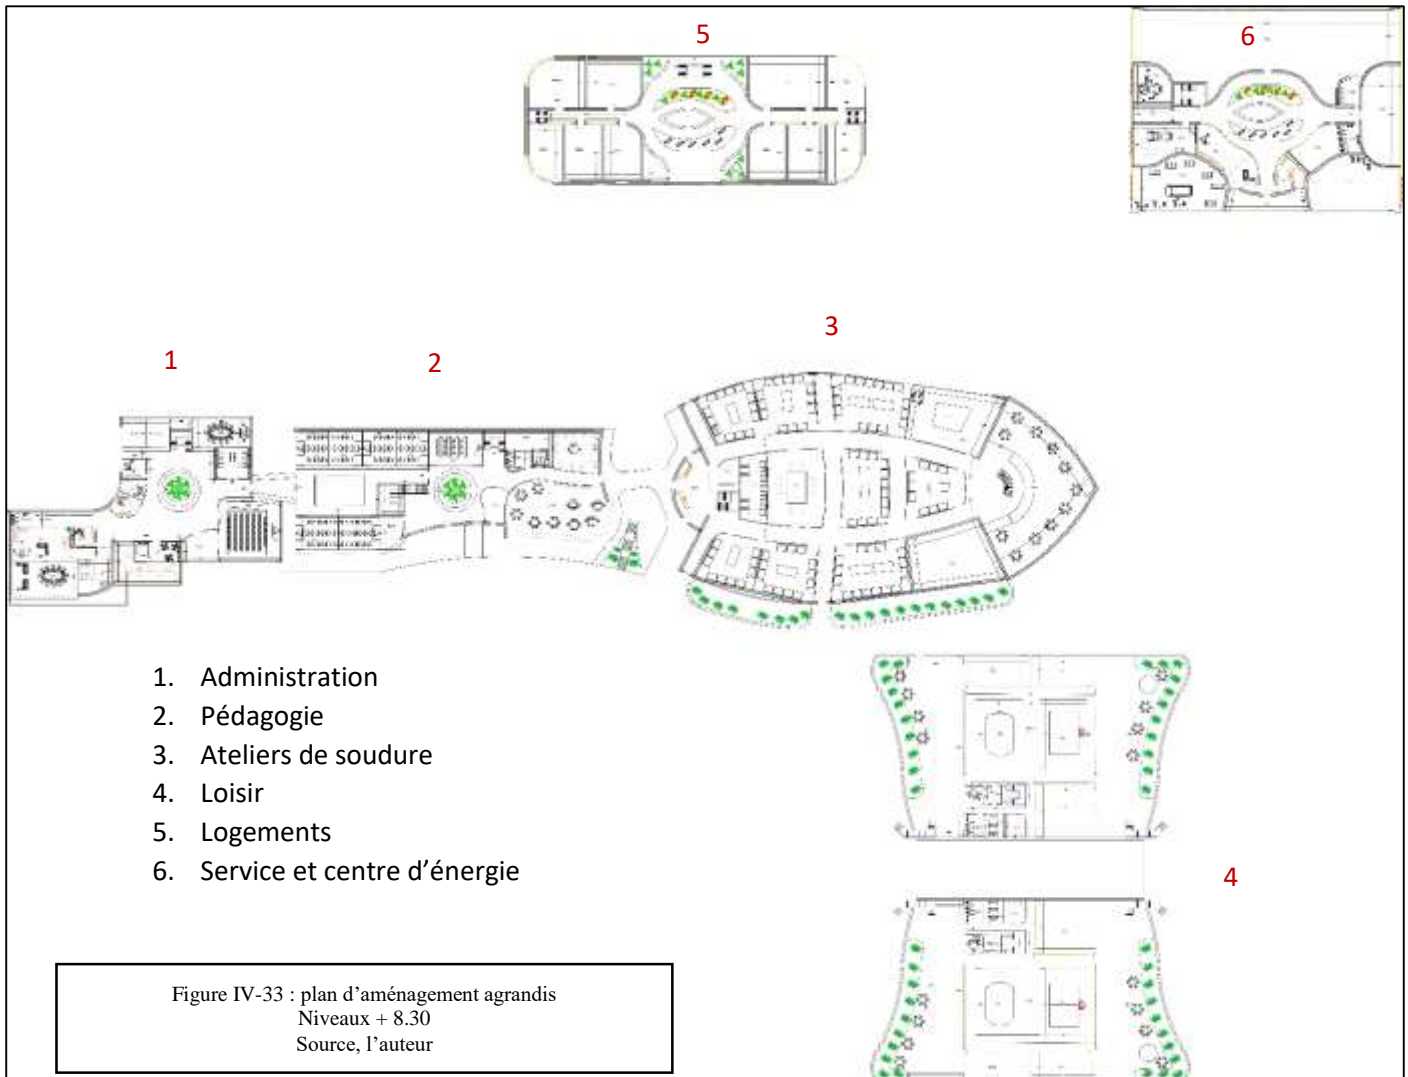 5
6
3
1
2
1. Administration
2. Pédagogie
3. Ateliers de soudure
4. Loisir
5. Logements
6. Service et centre d’énergie
4
Figure IV-33 : plan d’aménagement agrandis
Niveaux + 8.30
Source, l’auteur